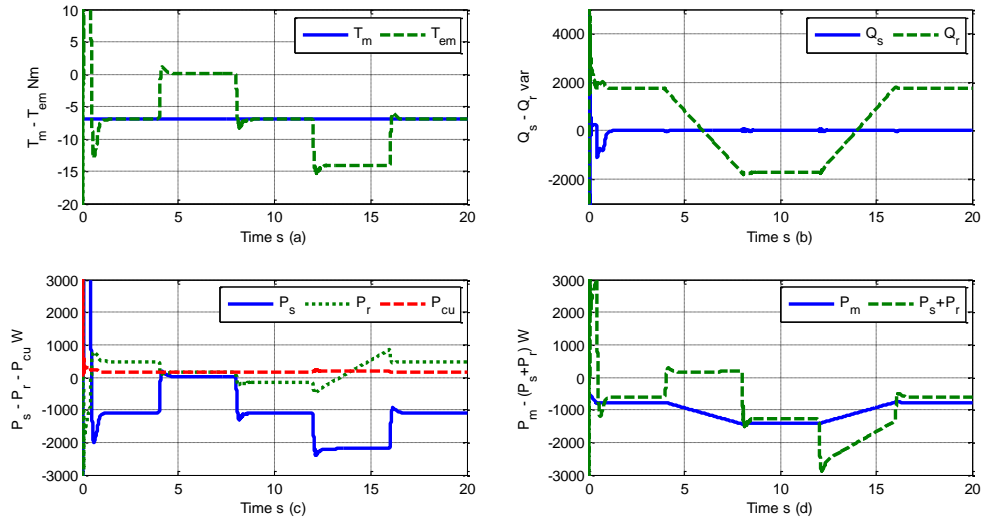 T_m T_em
T_m - T_em Nm
10
5
0
-5
-10
-15
-20
0 5 10 15 20
Time s (a)
Q_s Q_r
Q_s - Q_r var
4000
2000
0
-2000
0 5 10 15 20
Time s (b)
P_s P_r P_cu
P_s - P_r - P_cu W
3000
2000
1000
0
-1000
-2000
-3000
0 5 10 15 20
Time s (c)
P_m P_s+P_r
P_m - (P_s+P_r) W
3000
2000
1000
0
-1000
-2000
-3000
0 5 10 15 20
Time s (d)